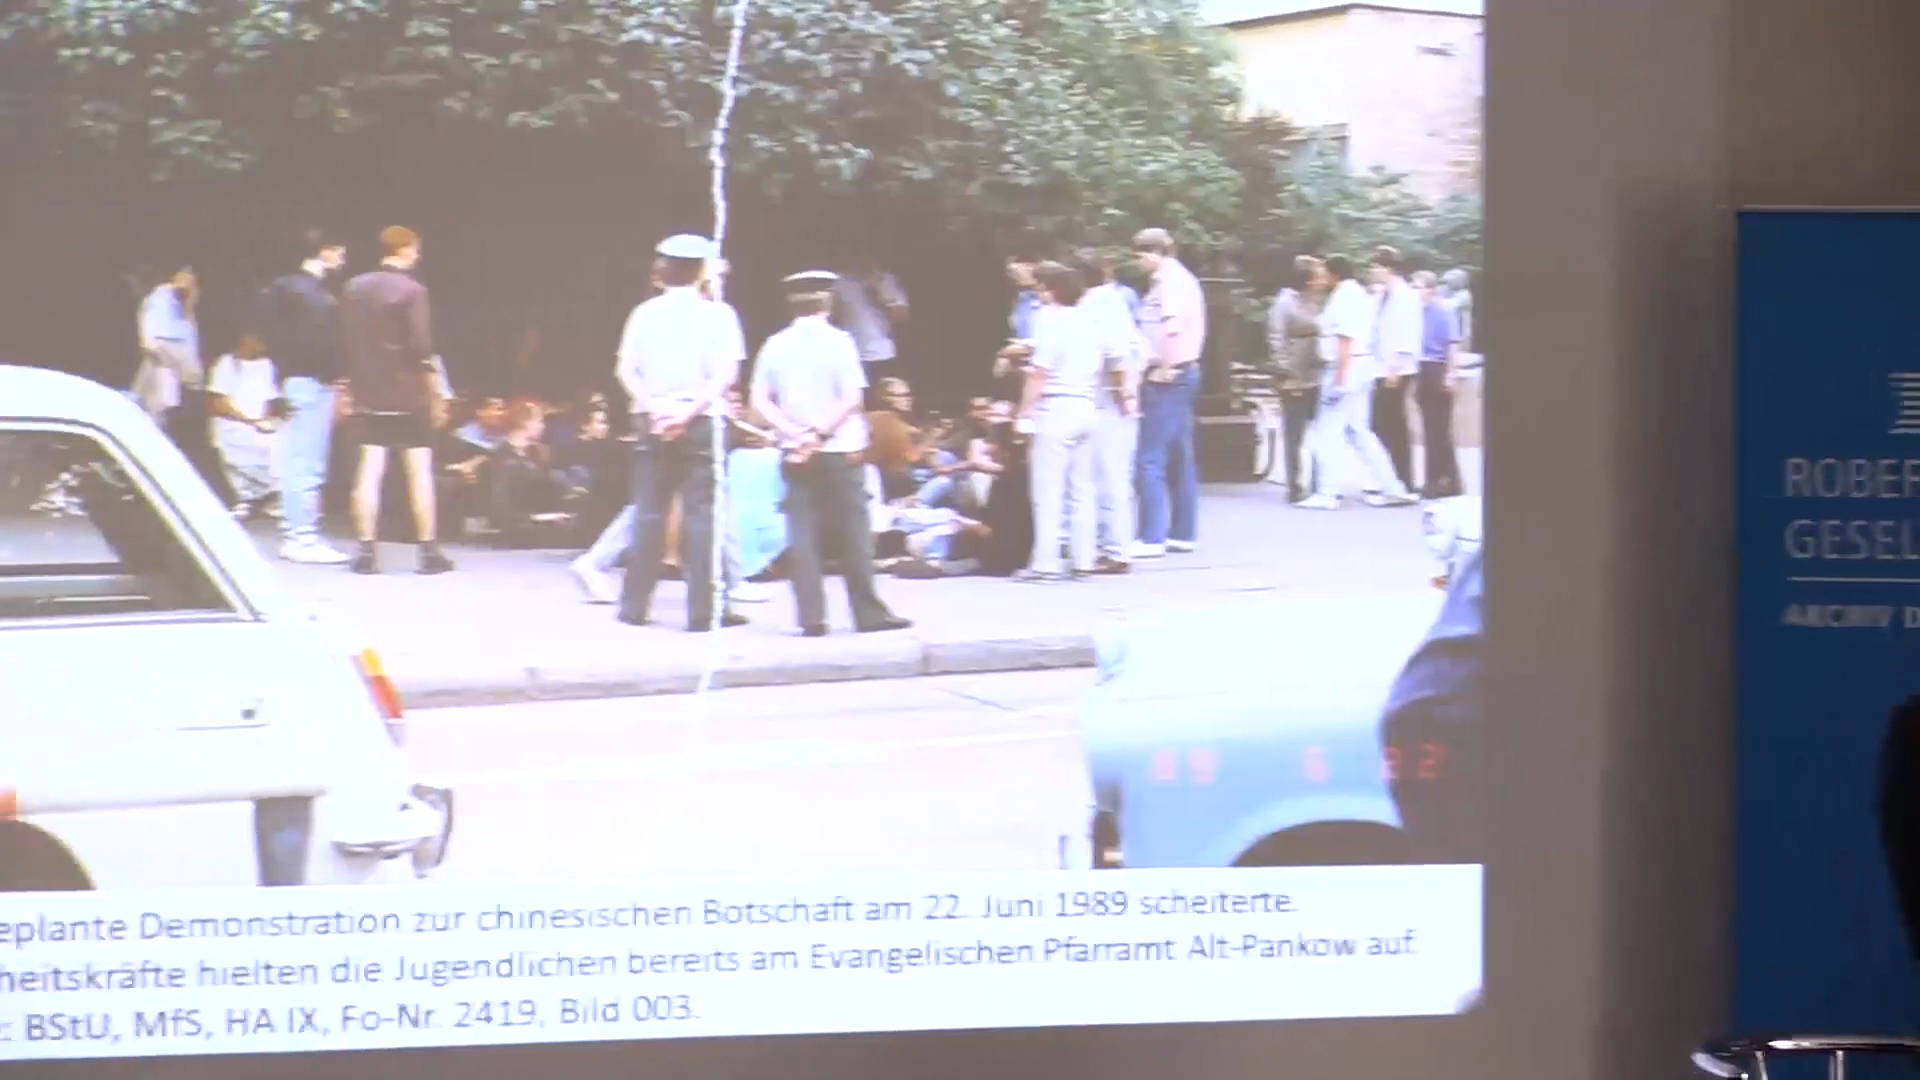 eplante Demonstration zur chinesischen Botschaft am 22. Juni 1989 scheiterte.
heitskräfte hielten die Jugendlichen bereits am Evangelischen Pfarramt Alt-Pankow auf.
: BStU, MfS, HA IX, Fo-Nr. 2419, Bild 003.
ROBER
GESEL
ARCHIV D